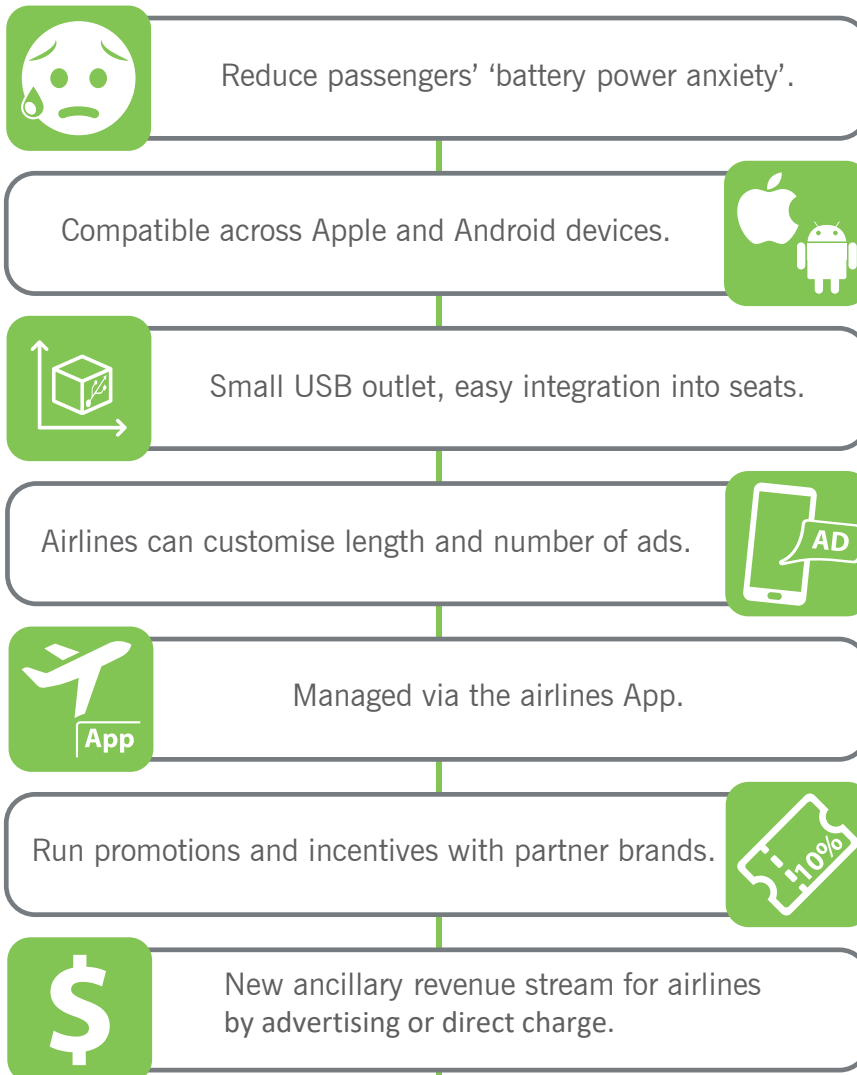 Reduce passengers’ ‘battery power anxiety’.
Compatible across Apple and Android devices.
Small USB outlet, easy integration into seats.
Airlines can customise length and number of ads.
AD
Managed via the airlines App.
App
Run promotions and incentives with partner brands.
10%
$
New ancillary revenue stream for airlines
by advertising or direct charge.